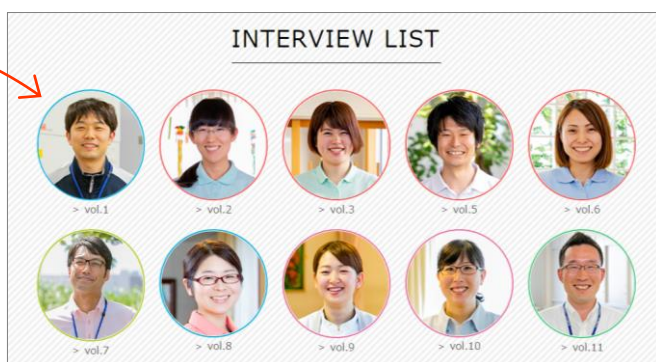 INTERVIEW LIST
> vol.1 > vol.2 > vol.3 > vol.5 > vol.6
> vol.7 > vol.8 > vol.9 > vol.10 > vol.11